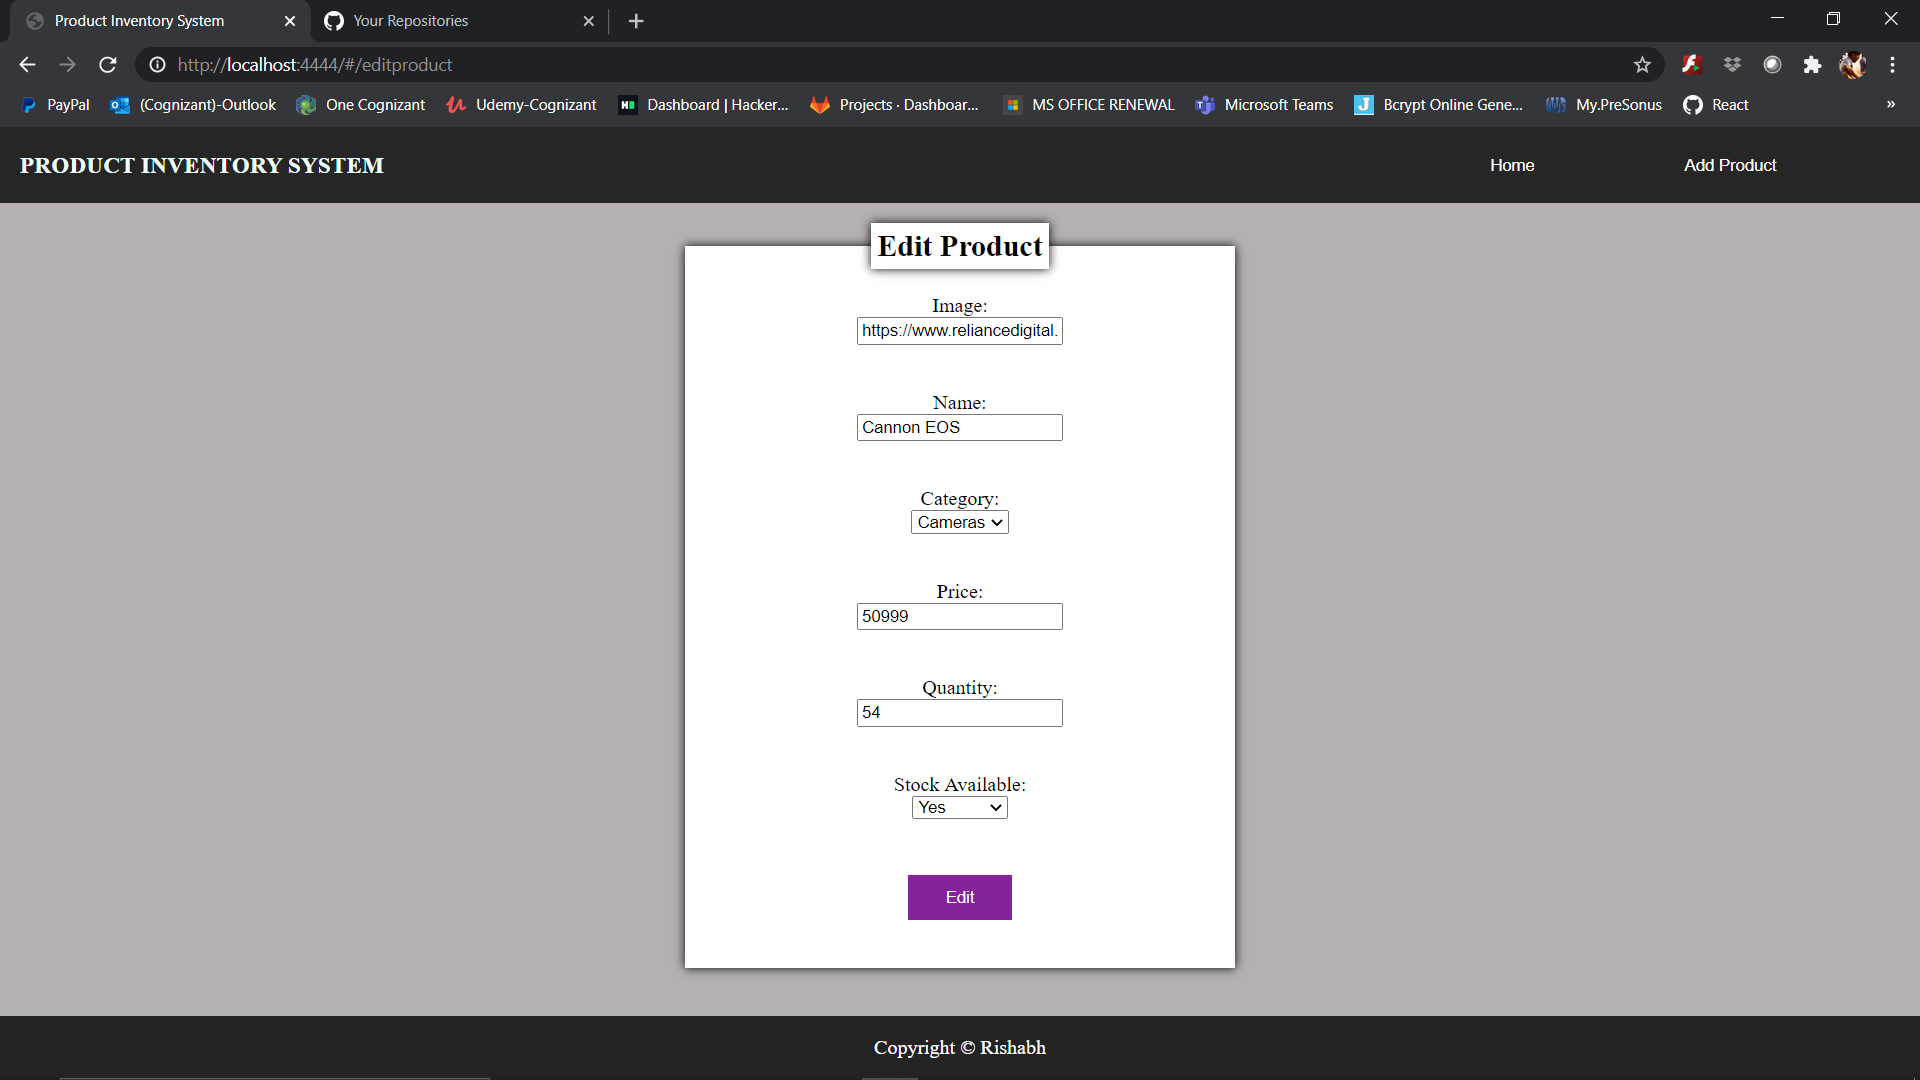 Product Inventory System
Your Repositories
http://localhost:4444/#/editproduct
PayPal
(Cognizant)-Outlook
One Cognizant
Udemy-Cognizant
Dashboard | Hacker...
Projects · Dashboar...
MS OFFICE RENEWAL
Microsoft Teams
Bcrypt Online Gene...
My.PreSonus
React
»
PRODUCT INVENTORY SYSTEM
Home
Add Product
Edit Product
Image:
https://www.reliancedigital.
Name:
Cannon EOS
Category:
Cameras
Price:
50999
Quantity:
54
Stock Available:
Yes
Edit
Copyright © Rishabh